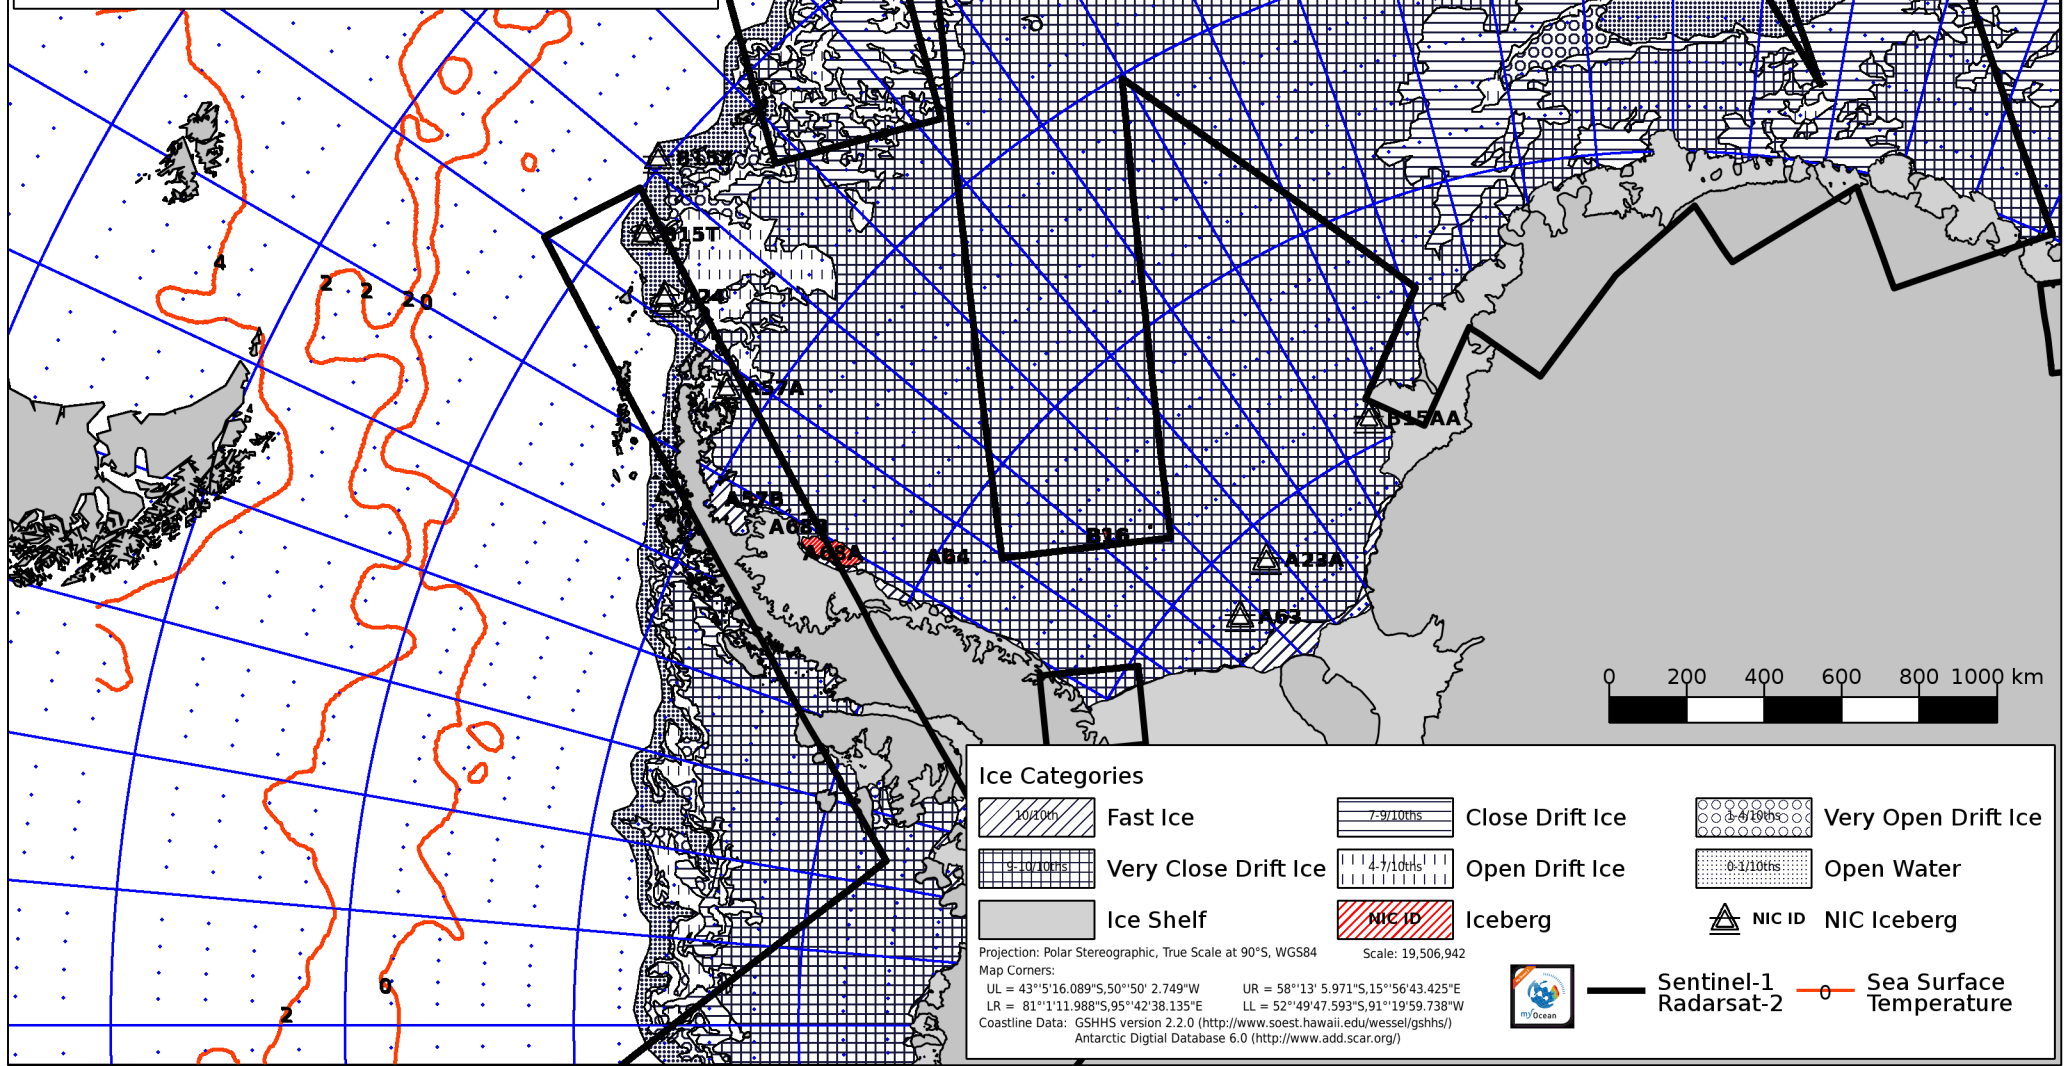 B15T
4
2
2
2
0
A57A
B15AA
A57B
A68B
A68A
A64
B16
A23A
A63
0 200 400 600 800 1000 km
Ice Categories
10/10th Fast Ice
7-9/10ths Close Drift Ice
1-4/10ths Very Open Drift Ice
9-10/10ths Very Close Drift Ice
4-7/10ths Open Drift Ice
0-1/10ths Open Water
Ice Shelf
NIC ID Iceberg
NIC ID NIC Iceberg
Projection: Polar Stereographic, True Scale at 90°S, WGS84 Scale: 19,506,942
Map Corners:
UL = 43°'5'16.089"S,50°'50' 2.749"W UR = 58°'13' 5.971"S,15°'56'43.425"E
LR = 81°'1'11.988"S,95°'42'38.135"E LL = 52°'49'47.593"S,91°'19'59.738"W
Coastline Data: GSHHS version 2.2.0 (http://www.soest.hawaii.edu/wessel/gshhs/)
Antarctic Digtial Database 6.0 (http://www.add.scar.org/)
myOcean
Sentinel-1
Radarsat-2
0
Sea Surface
Temperature
0
2